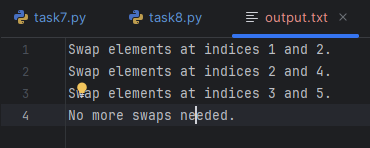 task7.py task8.py output.txt
1 Swap elements at indices 1 and 2.
2 Swap elements at indices 2 and 4.
3 Swap elements at indices 3 and 5.
4 No more swaps needed.